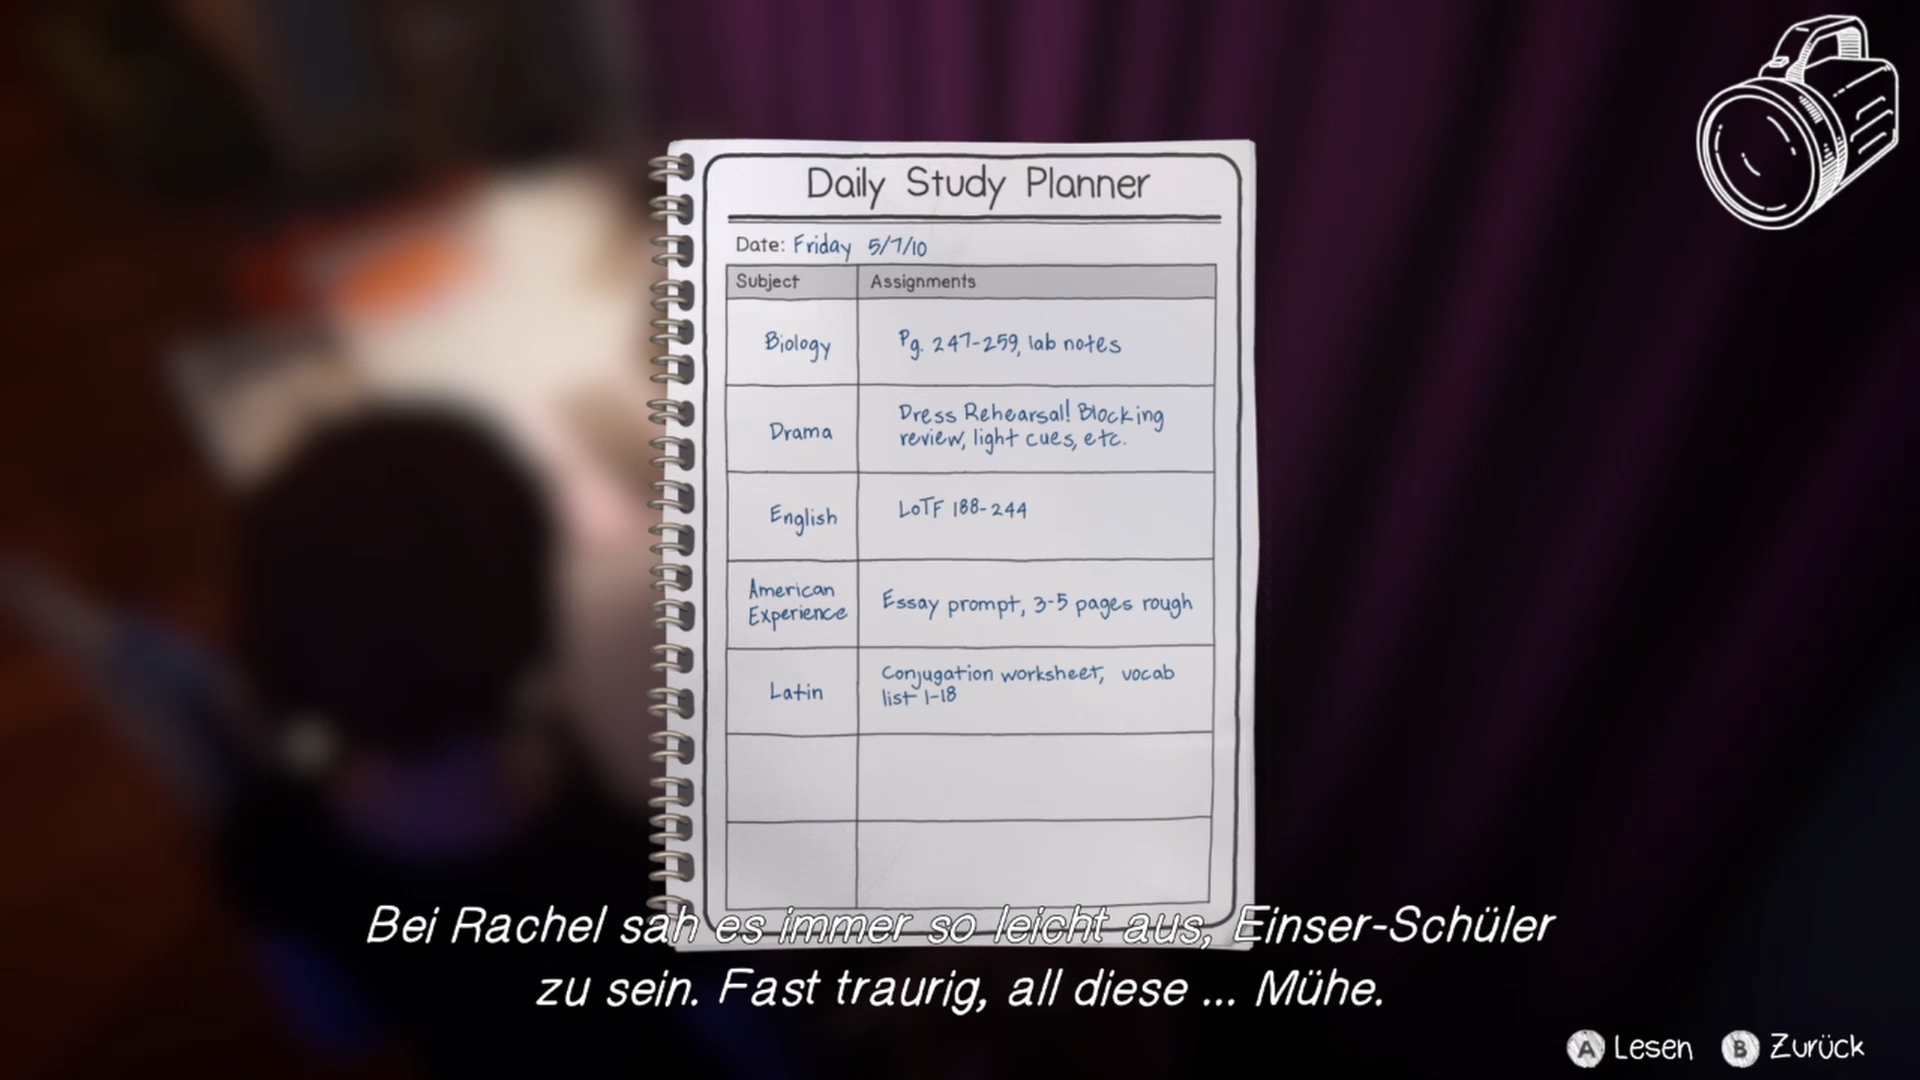 Daily Study Planner
Date: Friday 5/7/10
Subject Assignments
Biology Pg. 247-259, lab notes
Drama Dress Rehearsal! Blocking
review, light cues, etc.
English LoTF 188-244
American
Experience Essay prompt, 3-5 pages rough
Latin Conjugation worksheet, vocab
list 1-18
Bei Rachel sah es immer so leicht aus, Einser-Schüler
zu sein. Fast traurig, all diese ... Mühe.
A Lesen B Zurück